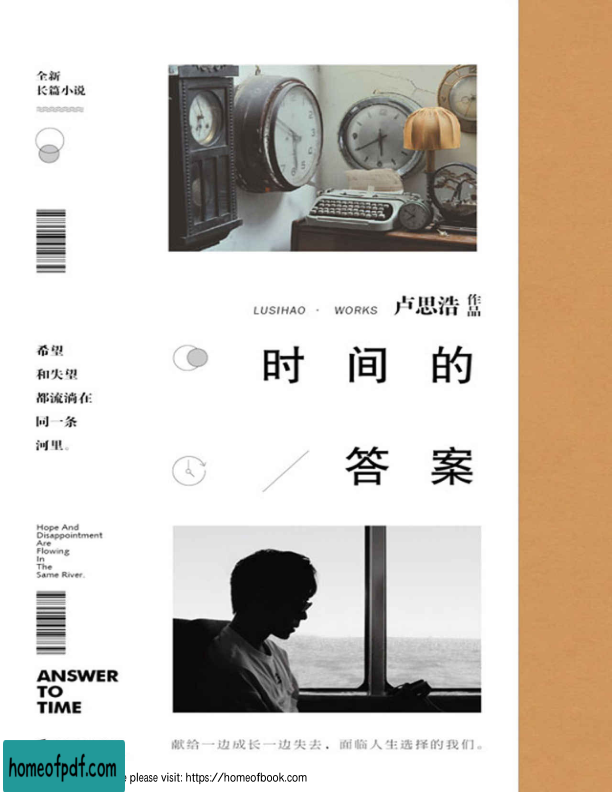 全新
长篇小说
LUSIHAO · WORKS 卢思浩 作品
时间的
答案
希望
和失望
都流淌在
同一条
河里。
Hope And
Disappointment
Are
Flowing
In
The
Same River.
ANSWER
TO
TIME
献给一边成长一边失去，面临人生选择的我们。
homeofpdf.com
please visit: https://homeofbook.com